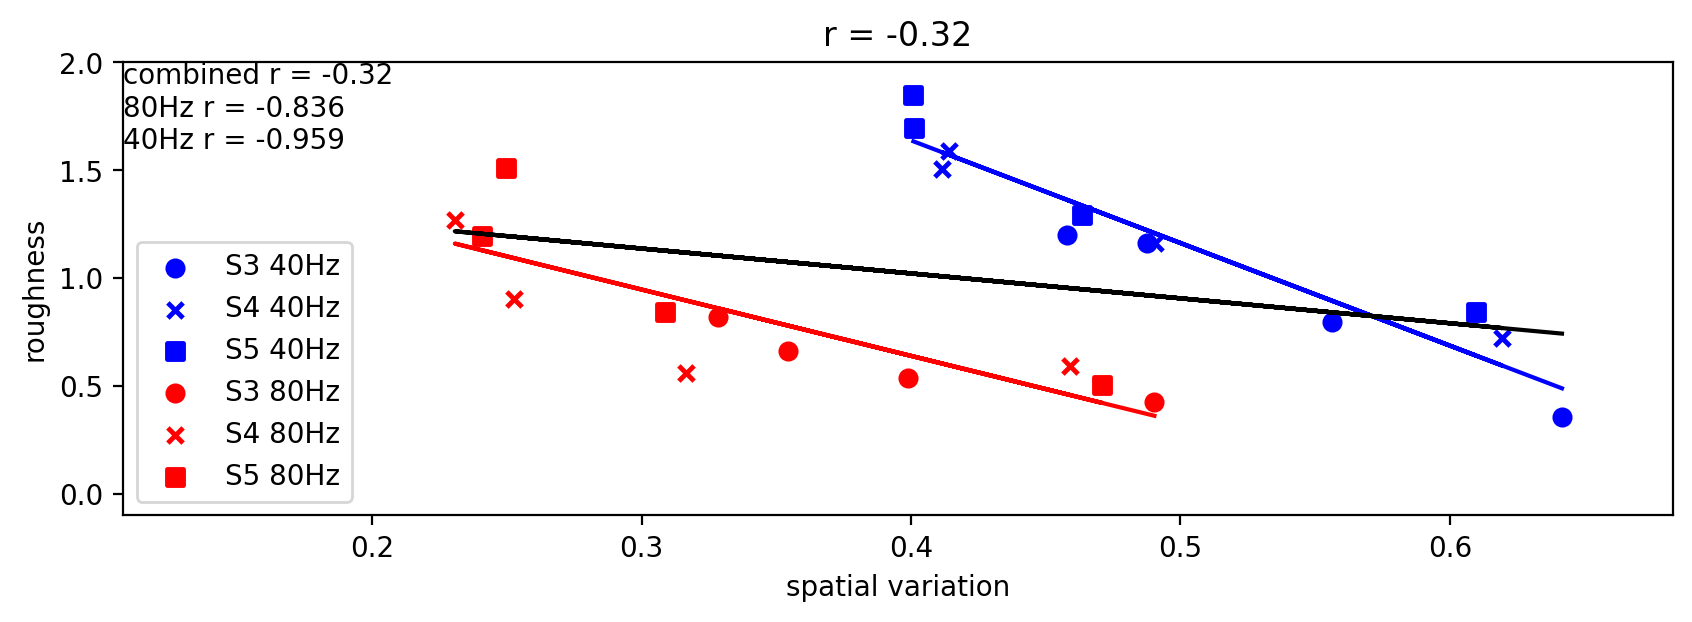 r = -0.32
combined r = -0.32
80Hz r = -0.836
40Hz r = -0.959
2.0
1.5
1.0
0.5
0.0
roughness
S3 40Hz
S4 40Hz
S5 40Hz
S3 80Hz
S4 80Hz
S5 80Hz
0.2 0.3 0.4 0.5 0.6
spatial variation